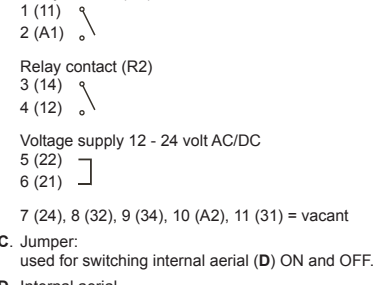 1 (11)
2 (A1)
Relay contact (R2)
3 (14)
4 (12)
Voltage supply 12 - 24 volt AC/DC
5 (22)
6 (21)
7 (24), 8 (32), 9 (34), 10 (A2), 11 (31) = vacant
C. Jumper:
used for switching internal aerial (D) ON and OFF.
D. Internal aerial